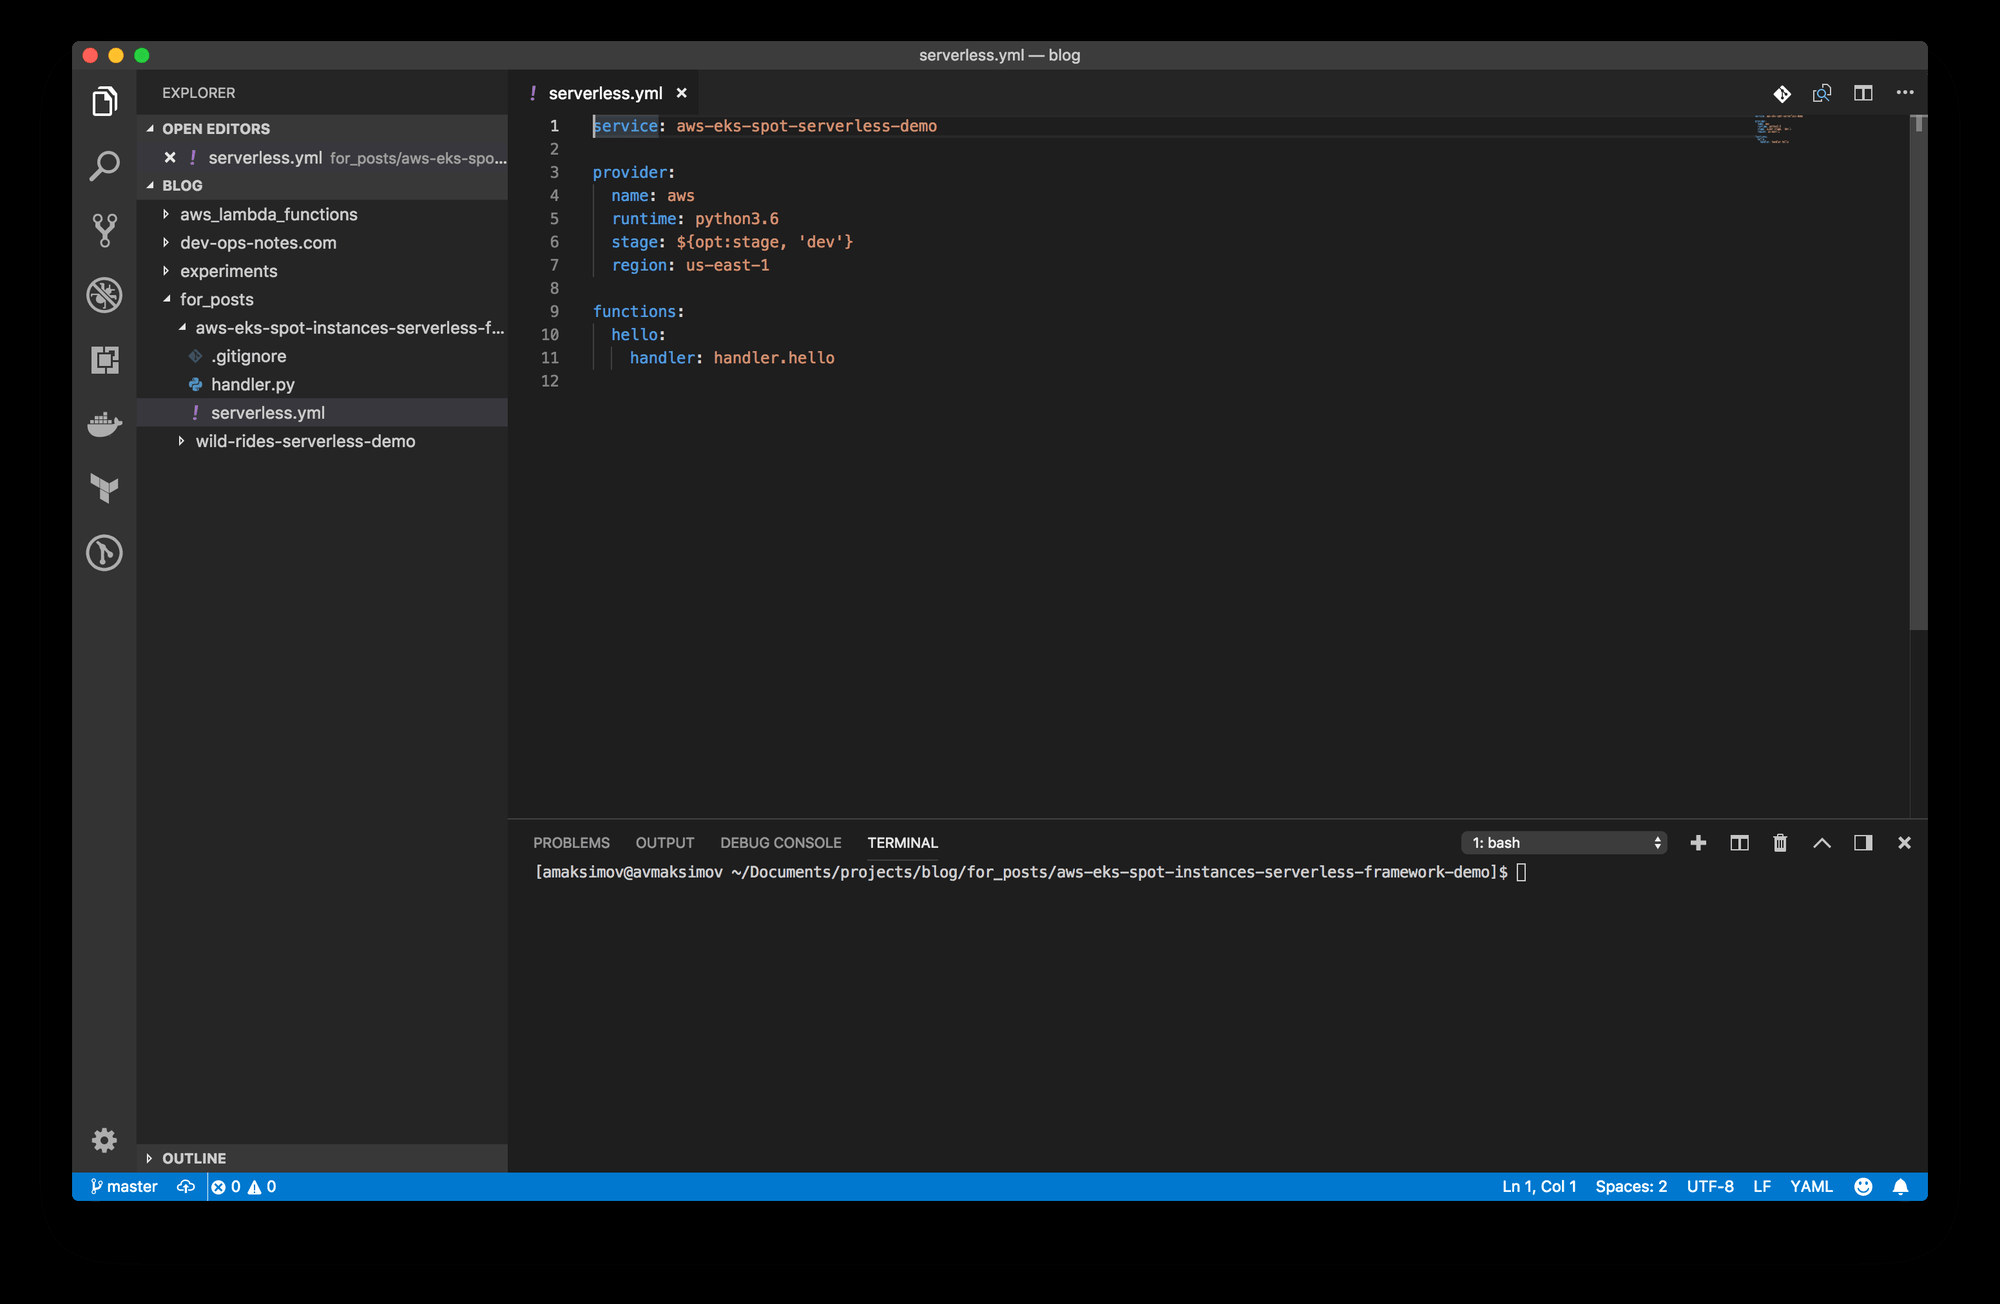 serverless.yml — blog
EXPLORER
OPEN EDITORS
serverless.yml for_posts/aws-eks-spo...
BLOG
aws_lambda_functions
dev-ops-notes.com
experiments
for_posts
aws-eks-spot-instances-serverless-f...
.gitignore
handler.py
serverless.yml
wild-rides-serverless-demo
OUTLINE
serverless.yml
1 service: aws-eks-spot-serverless-demo
2
3 provider:
4 name: aws
5 runtime: python3.6
6 stage: ${opt:stage, 'dev'}
7 region: us-east-1
8
9 functions:
10 hello:
11 handler: handler.hello
12
PROBLEMS OUTPUT DEBUG CONSOLE TERMINAL 1: bash
[amaksimov@avmaksimov ~/Documents/projects/blog/for_posts/aws-eks-spot-instances-serverless-framework-demo]$
master 0 0 Ln 1, Col 1 Spaces: 2 UTF-8 LF YAML